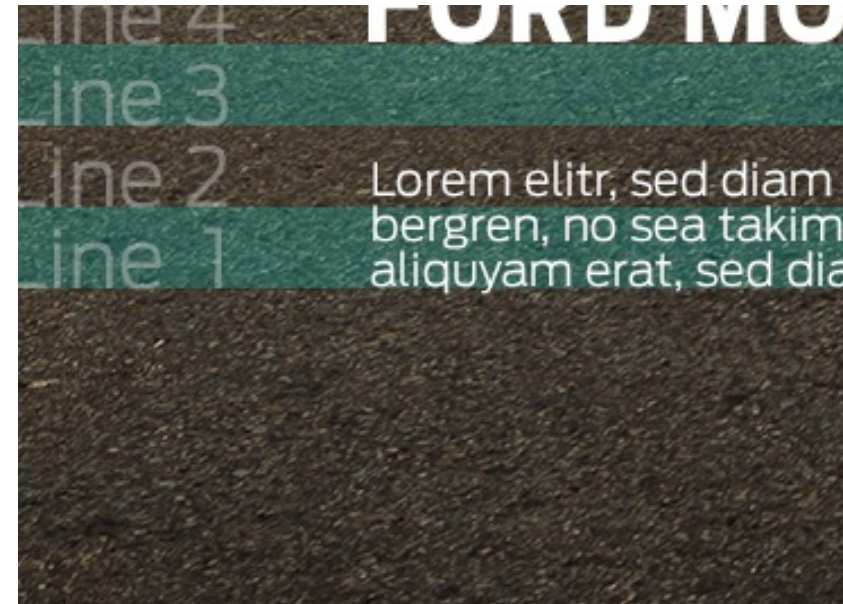 Line 4
FORD MO
Line 3
Line 2
Lorem elitr, sed diam
bergren, no sea takim
Line 1
aliquyam erat, sed dia